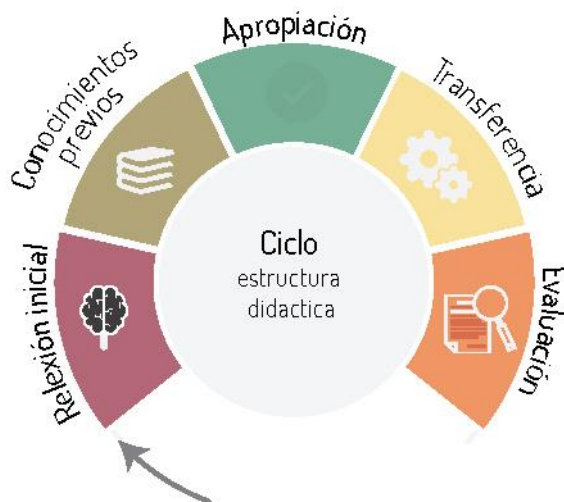 Relexión inicial
Conocimientos
previos
Apropiación
Transferencia
Evaluación
Ciclo
estructura
didactica